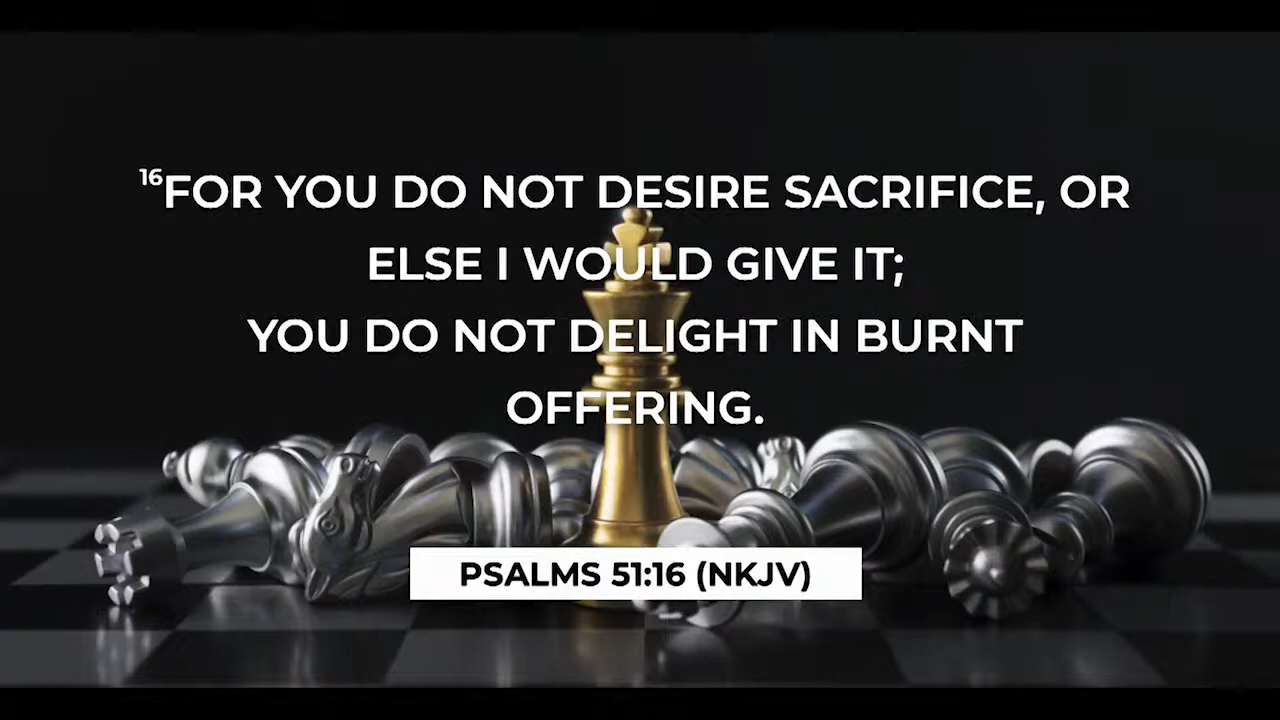 ¹⁶FOR YOU DO NOT DESIRE SACRIFICE, OR
ELSE I WOULD GIVE IT;
YOU DO NOT DELIGHT IN BURNT
OFFERING.
PSALMS 51:16 (NKJV)